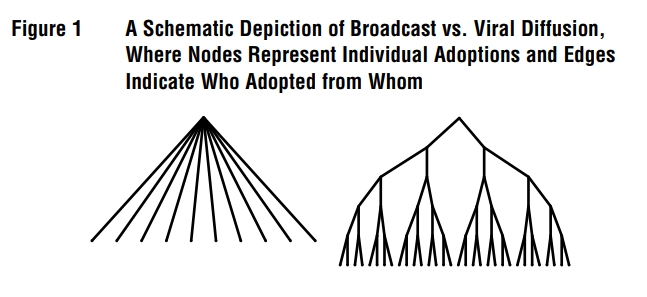 Figure 1 A Schematic Depiction of Broadcast vs. Viral Diffusion,
Where Nodes Represent Individual Adoptions and Edges
Indicate Who Adopted from Whom